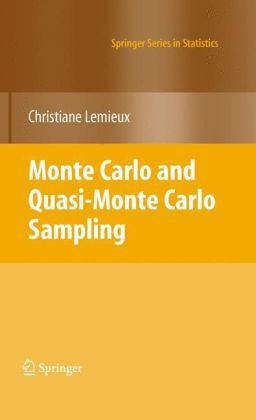 Springer Series in Statistics
Christiane Lemieux
Monte Carlo and
Quasi-Monte Carlo
Sampling
Springer